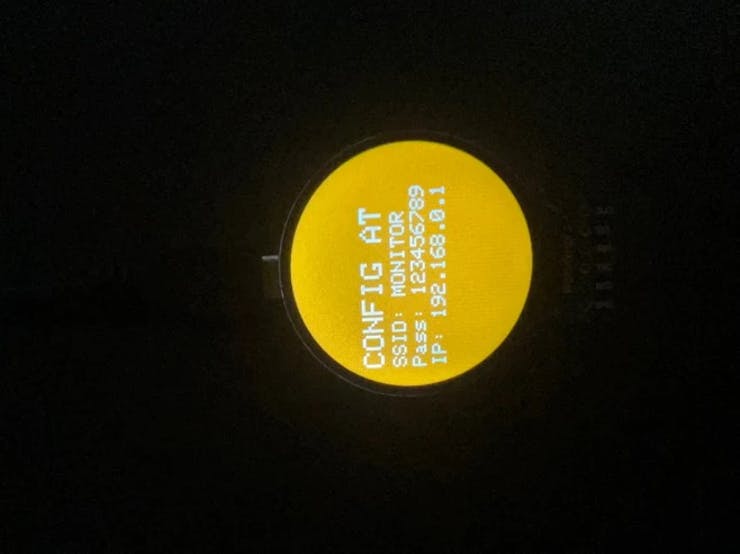 CONFIG AT
SSID: MONITOR
Pass: 123456789
IP: 192.168.0.1